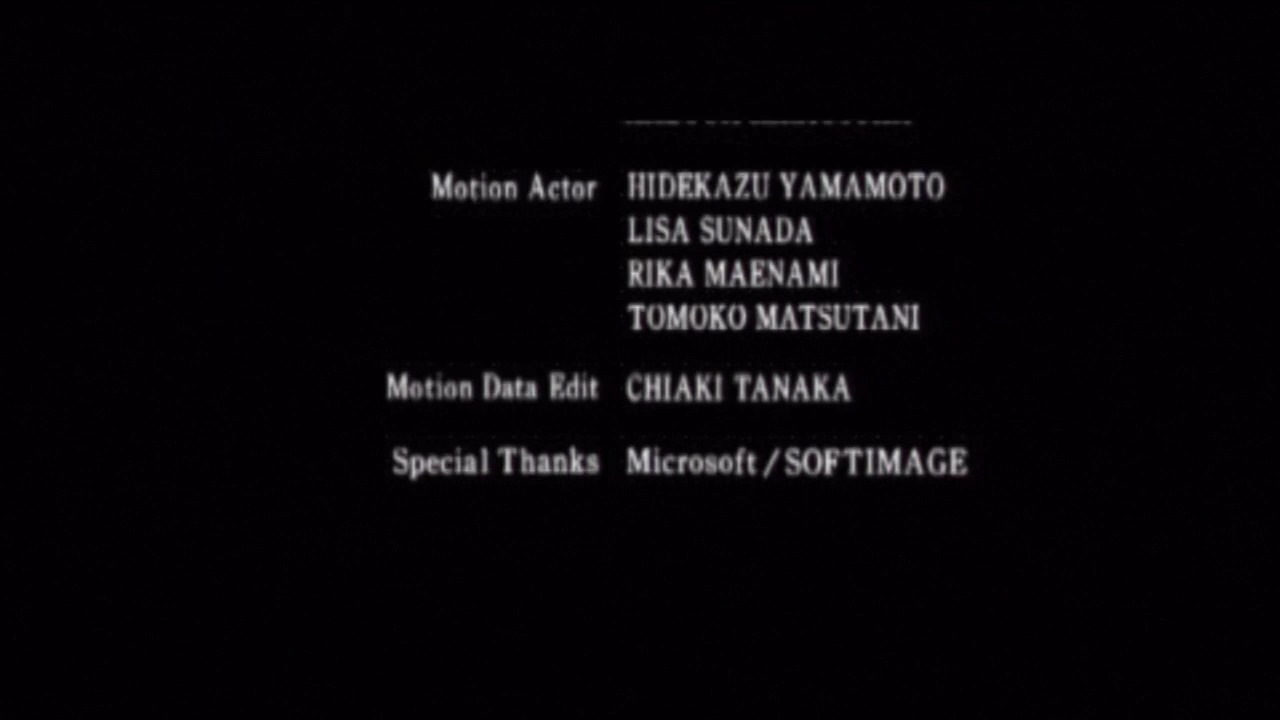 Motion Actor HIDEKAZU YAMAMOTO
LISA SUNADA
RIKA MAENAMI
TOMOKO MATSUTANI
Motion Data Edit CHIAKI TANAKA
Special Thanks Microsoft/SOFTIMAGE